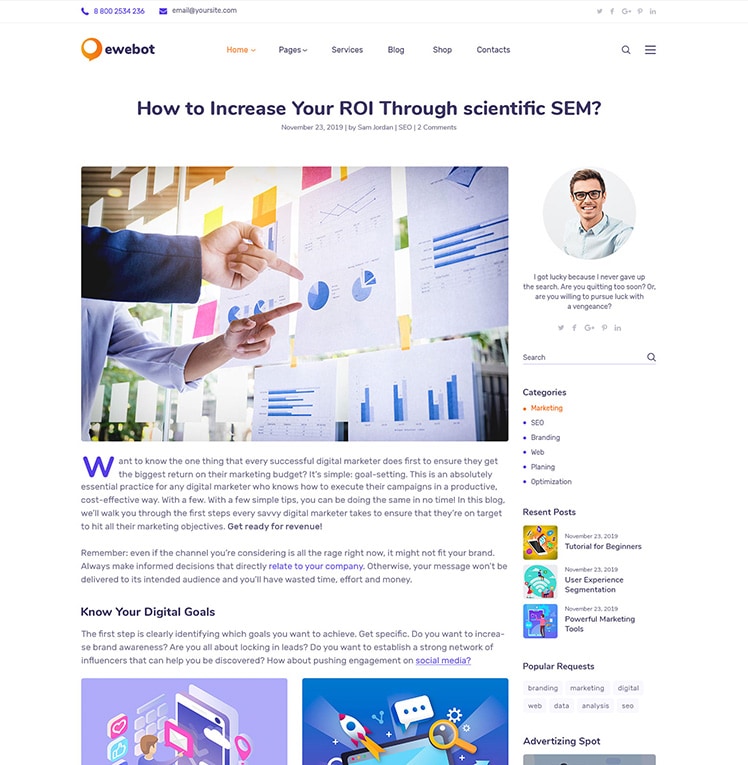 8 800 2534 236
email@yoursite.com
ewebot
Home
Pages
Services
Blog
Shop
Contacts
How to Increase Your ROI Through scientific SEM?
November 23, 2019 | by Sam Jordan | SEO | 2 Comments
Want to know the one thing that every successful digital marketer does first to ensure they get
the biggest return on their marketing budget? It's simple: goal-setting. This is an absolutely
essential practice for any digital marketer who knows how to execute their campaigns in a productive,
cost-effective way. With a few. With a few simple tips, you can be doing the same in no time! In this blog,
we'll walk you through the first steps every savvy digital marketer takes to ensure that they're on target
to hit all their marketing objectives. Get ready for revenue!
Remember: even if the channel you're considering is all the rage right now, it might not fit your brand.
Always make informed decisions that directly relate to your company. Otherwise, your message won't be
delivered to its intended audience and you'll have wasted time, effort and money.
Know Your Digital Goals
The first step is clearly identifying which goals you want to achieve. Get specific. Do you want to increa-
se brand awareness? Are you all about locking in leads? Do you want to establish a strong network of
influencers that can help you be discovered? How about pushing engagement on social media?
I got lucky because I never gave up
the search. Are you quitting too soon? Or,
are you willing to pursue luck with
a vengeance?
Search
Categories
Marketing
SEO
Branding
Web
Planing
Optimization
Recent Posts
November 23, 2019
Tutorial for Beginners
November 23, 2019
User Experience
Segmentation
November 23, 2019
Powerful Marketing
Tools
Popular Requests
branding
marketing
digital
web
data
analysis
seo
Advertizing Spot